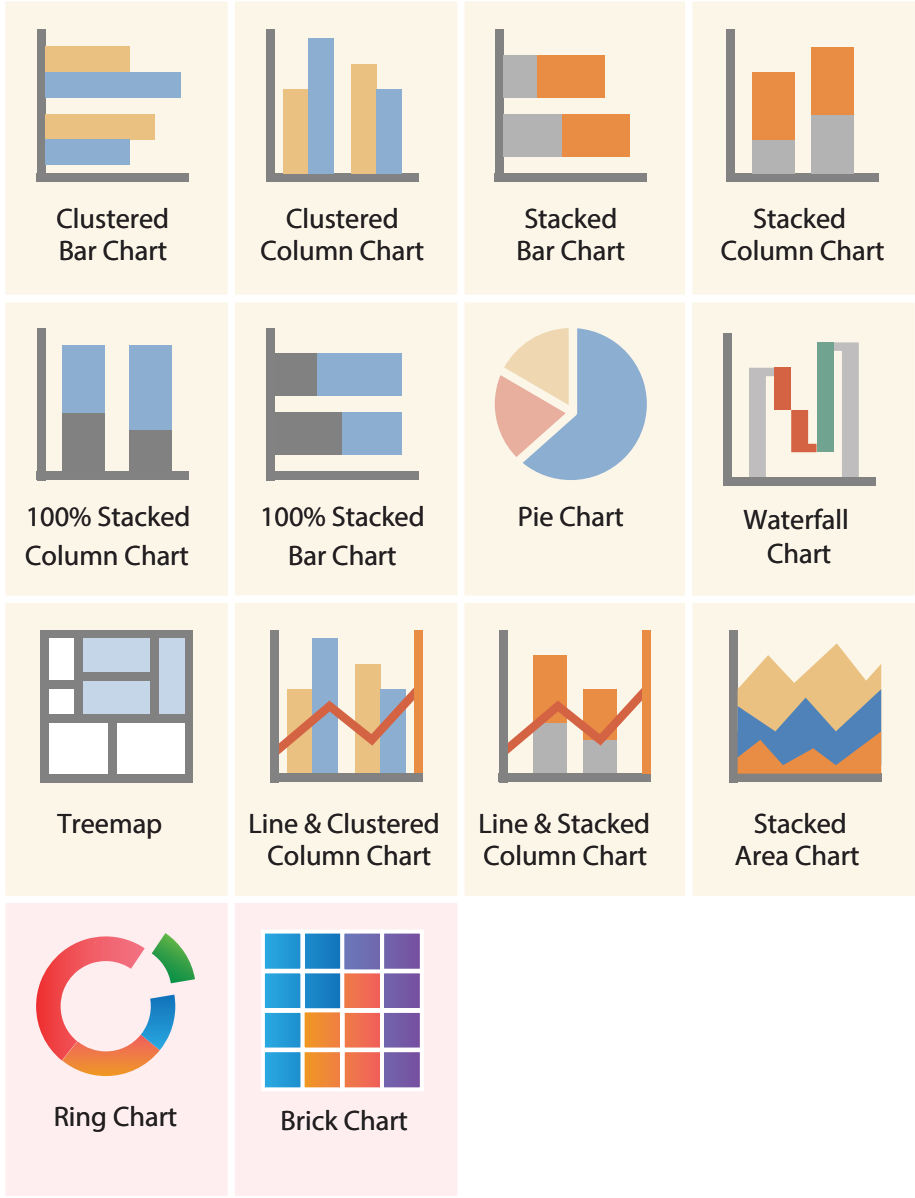 Clustered
Bar Chart
Clustered
Column Chart
Stacked
Bar Chart
Stacked
Column Chart
100% Stacked
Column Chart
100% Stacked
Bar Chart
Pie Chart
Waterfall
Chart
Treemap
Line & Clustered
Column Chart
Line & Stacked
Column Chart
Stacked
Area Chart
Ring Chart
Brick Chart